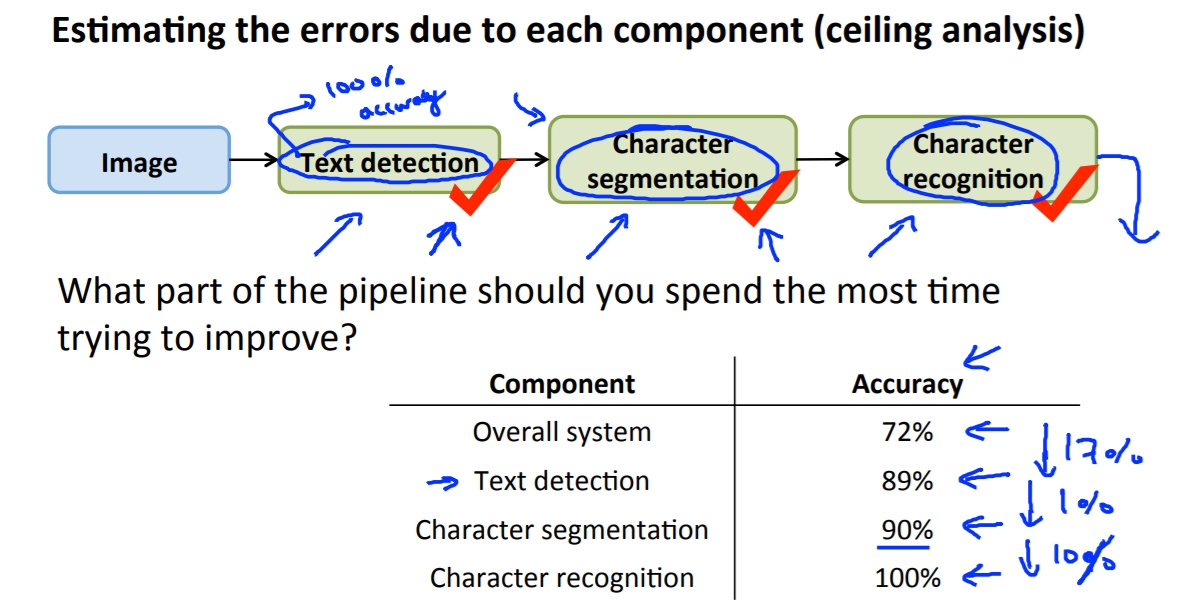 Estimating the errors due to each component (ceiling analysis)
100%
accuracy
Image
Text detection
Character
segmentation
Character
recognition
What part of the pipeline should you spend the most time
trying to improve?
Component Accuracy
Overall system 72%
17%
Text detection 89%
1%
Character segmentation 90%
10%
Character recognition 100%